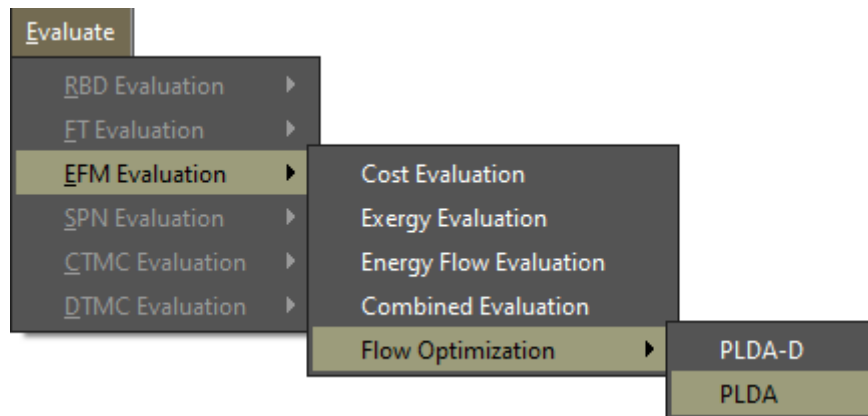 Evaluate
RBD Evaluation
FT Evaluation
EFM Evaluation
SPN Evaluation
CTMC Evaluation
DTMC Evaluation
Cost Evaluation
Exergy Evaluation
Energy Flow Evaluation
Combined Evaluation
Flow Optimization
PLDA-D
PLDA